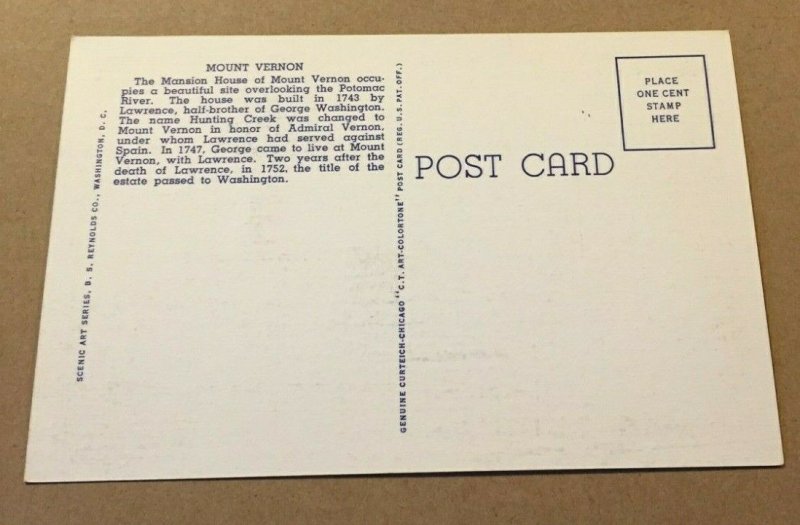 MOUNT VERNON
The Mansion House of Mount Vernon occu-
pies a beautiful site overlooking the Potomac
River. The house was built in 1743 by
Lawrence, half-brother of George Washington.
The name Hunting Creek was changed to
Mount Vernon in honor of Admiral Vernon,
under whom Lawrence had served against
Spain. In 1747, George came to live at Mount
Vernon, with Lawrence. Two years after the
death of Lawrence, in 1752, the title of the
estate passed to Washington.
SCENIC ART SERIES, B. S. REYNOLDS CO., WASHINGTON, D. C.
GENUINE CURTEICH-CHICAGO "C.T. ART-COLORTONE" POST CARD (REG. U.S. PAT. OFF.)
POST CARD
PLACE
ONE CENT
STAMP
HERE